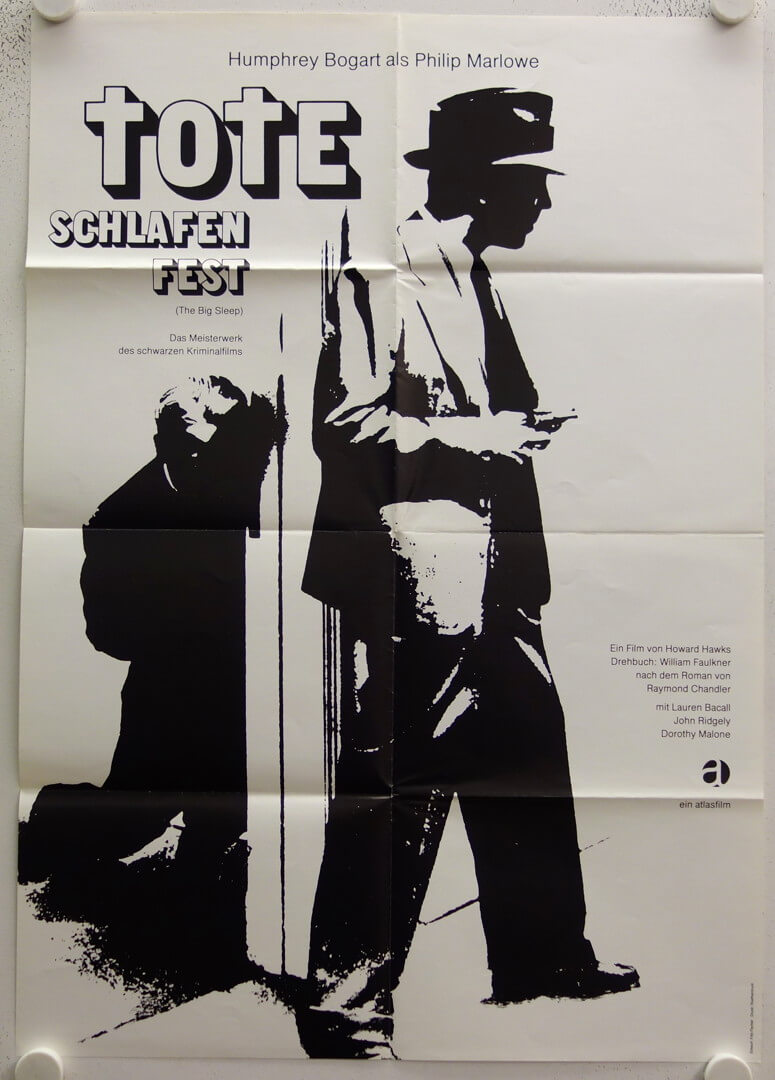 Humphrey Bogart als Philip Marlowe
TOTE
SCHLAFEN
FEST
(The Big Sleep)
Das Meisterwerk
des schwarzen Kriminalfilms
Ein Film von Howard Hawks
Drehbuch: William Faulkner
nach dem Roman von
Raymond Chandler
mit Lauren Bacall
John Ridgely
Dorothy Malone
a
ein atlasfilm